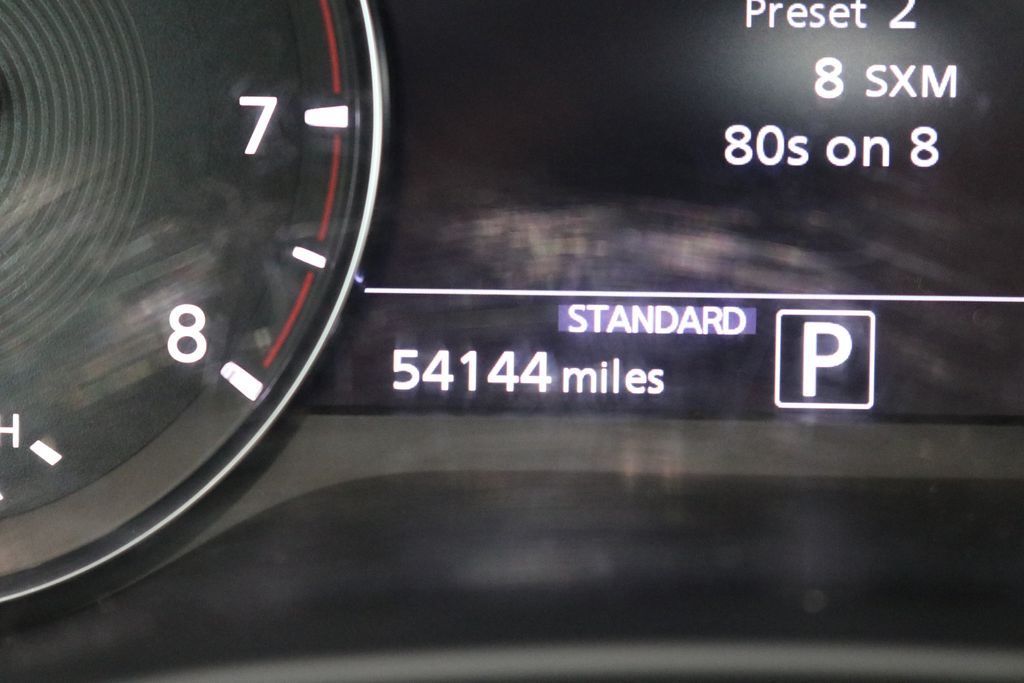 Preset 2
8 SXM
80s on 8
7
8
H
STANDARD
54144 miles
P